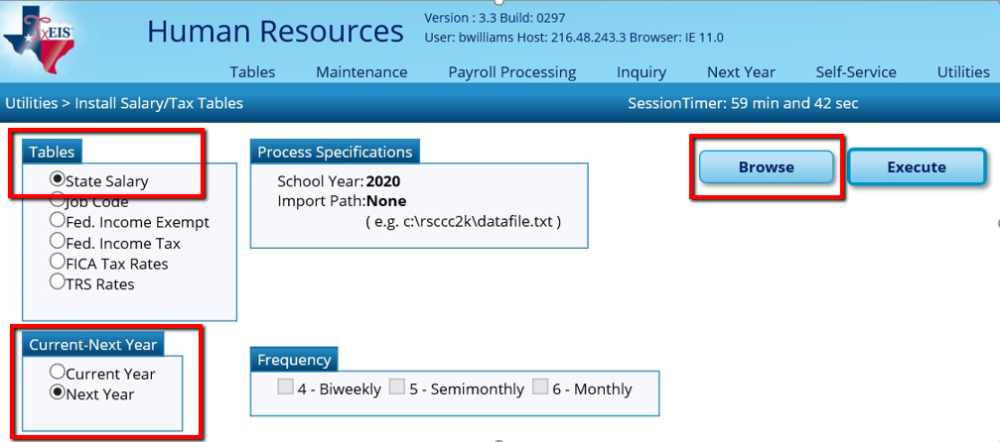 TxEIS
Human Resources
Version : 3.3 Build: 0297
User: bwilliams Host: 216.48.243.3 Browser: IE 11.0
Tables Maintenance Payroll Processing Inquiry Next Year Self-Service Utilities
Utilities > Install Salary/Tax Tables SessionTimer: 59 min and 42 sec
Tables
State Salary
Job Code
Fed. Income Exempt
Fed. Income Tax
FICA Tax Rates
TRS Rates
Process Specifications
School Year: 2020
Import Path:None
( e.g. c:\rsccc2k\datafile.txt )
Browse Execute
Current-Next Year
Current Year
Next Year
Frequency
4 - Biweekly 5 - Semimonthly 6 - Monthly